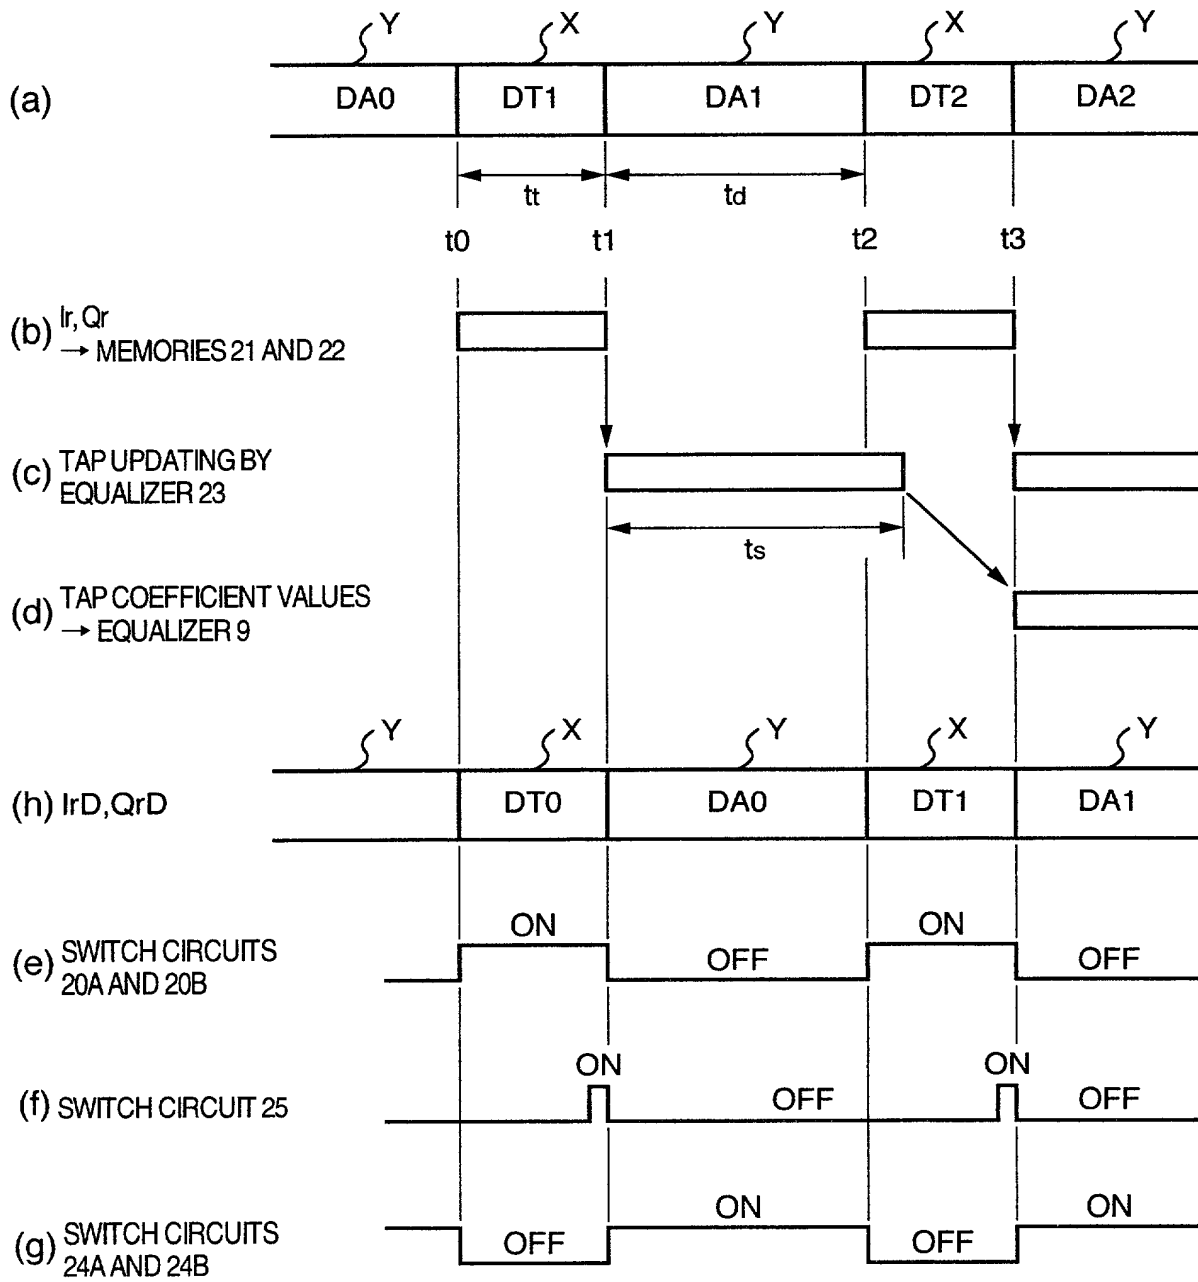 Y X Y X Y
(a) DA0 DT1 DA1 DT2 DA2
tt td
t0 t1 t2 t3
(b) Ir, Qr
→ MEMORIES 21 AND 22
(c) TAP UPDATING BY
EQUALIZER 23
ts
(d) TAP COEFFICIENT VALUES
→ EQUALIZER 9
Y X Y X Y
(h) IrD,QrD DT0 DA0 DT1 DA1
ON ON
(e) SWITCH CIRCUITS
20A AND 20B
OFF OFF
ON ON
(f) SWITCH CIRCUIT 25 OFF OFF
ON ON
(g) SWITCH CIRCUITS
24A AND 24B
OFF OFF